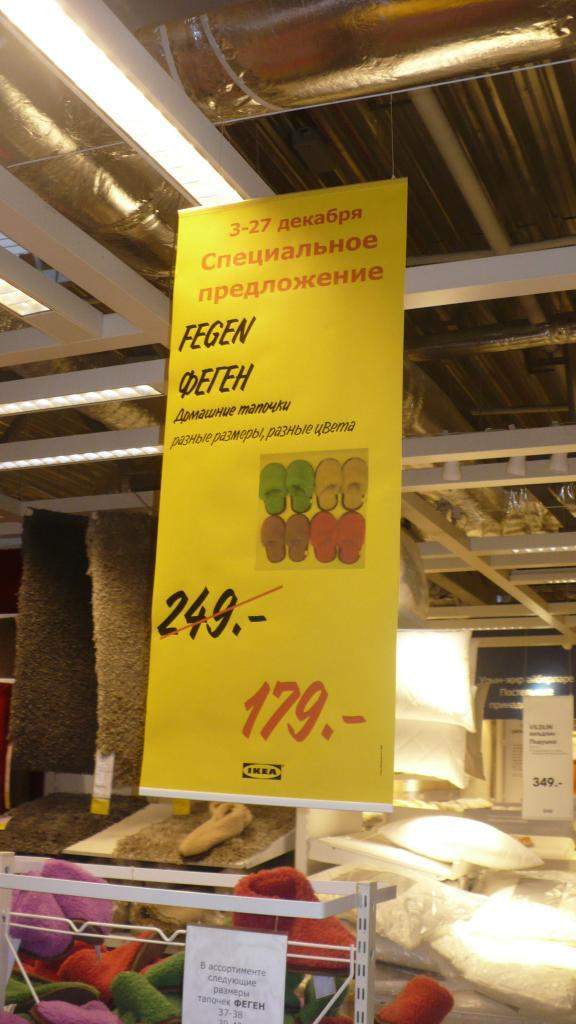 3-27 декабря
Специальное
предложение
FEGEN
ФЕГЕН
Домашние тапочки
разные размеры, разные цвета
249.-
179.-
IKEA
349.-
В ассортименте
следующие
размеры
тапочек ФЕГЕН
37-38